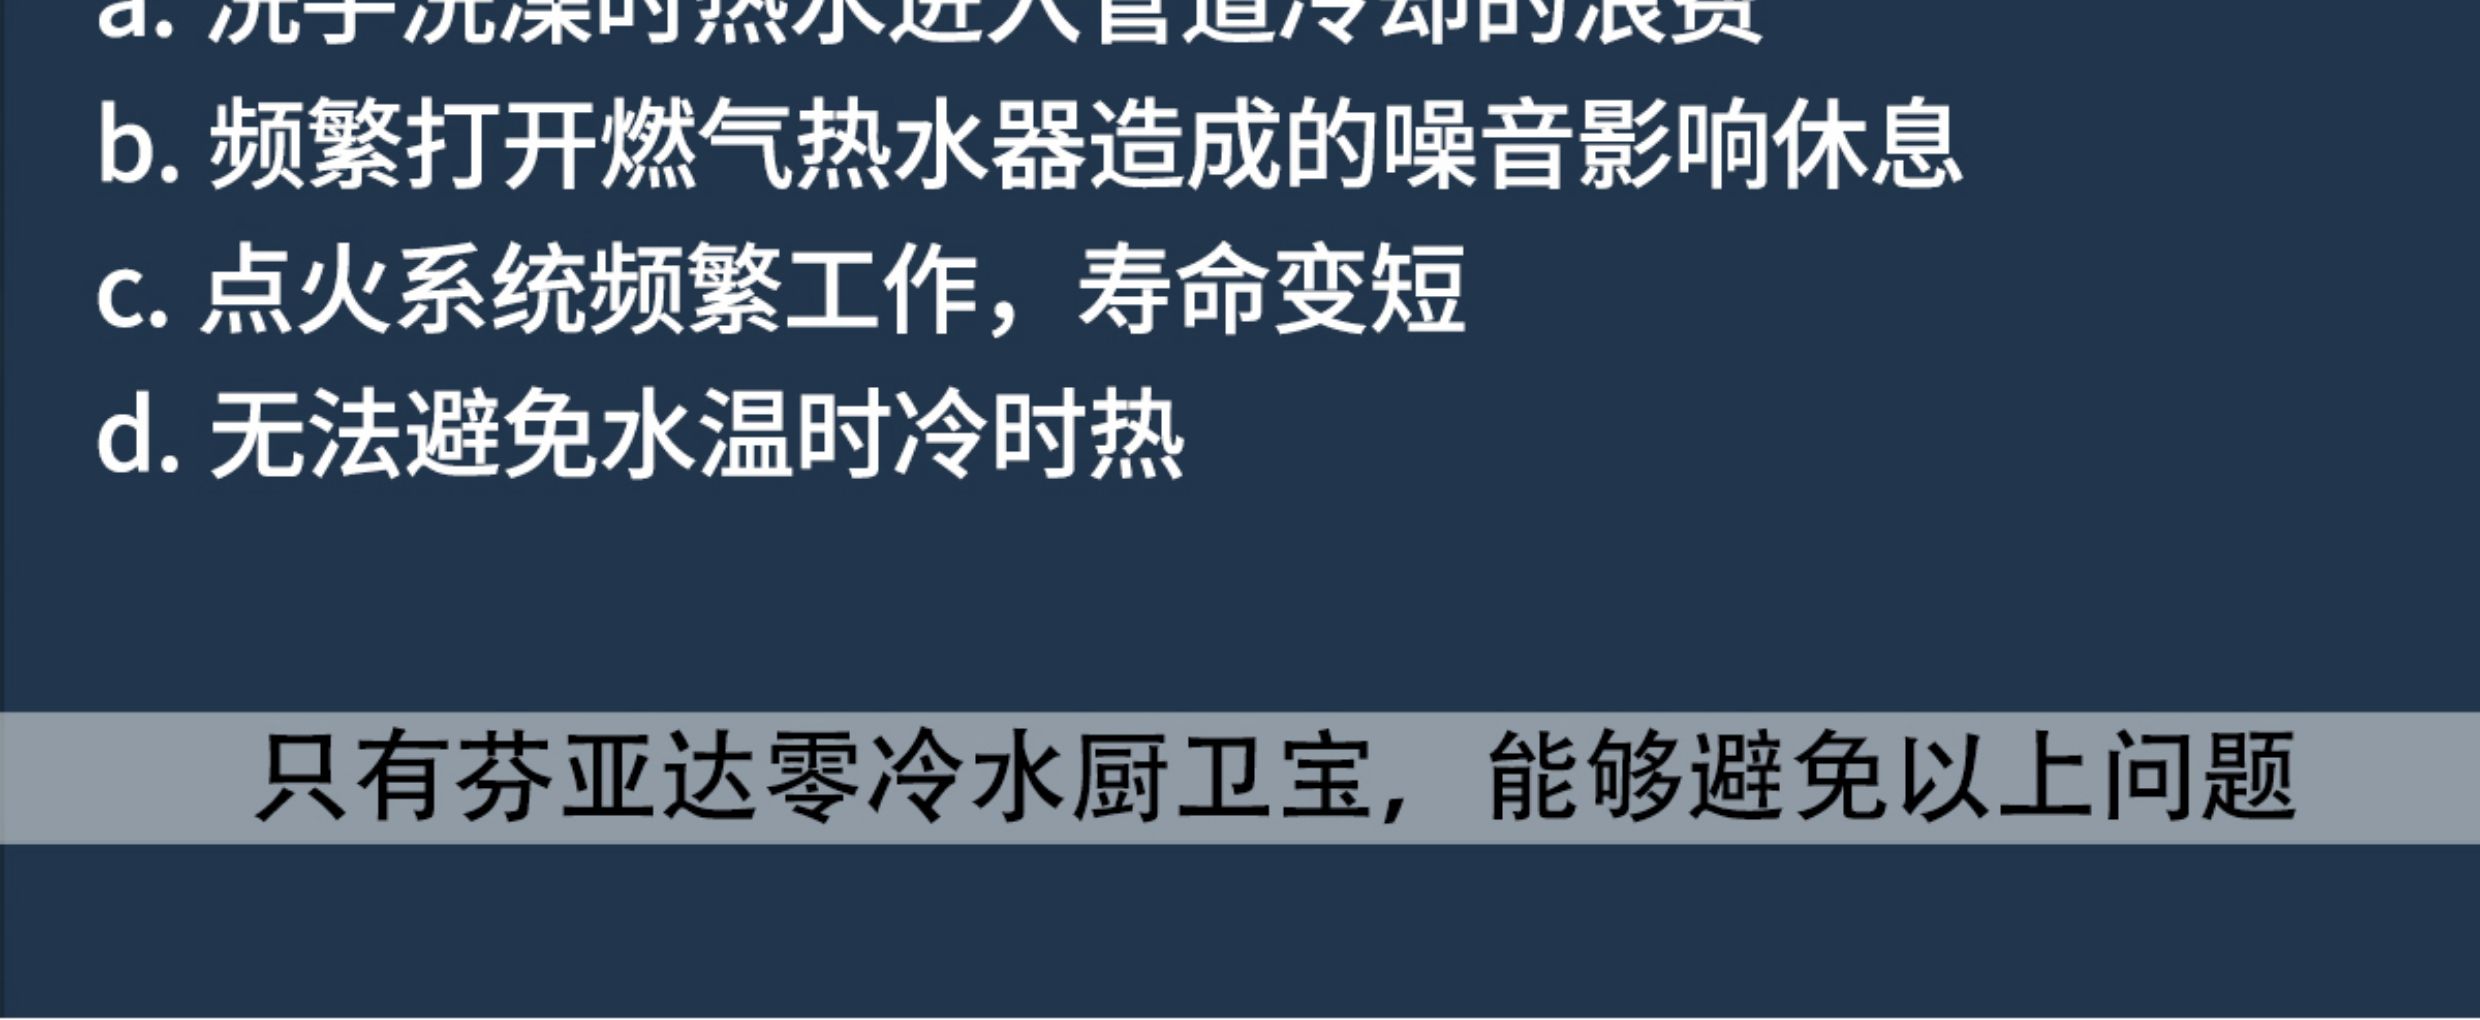 a. 洗手洗澡时热水进入管道冷却的浪费
b. 频繁打开燃气热水器造成的噪音影响休息
c. 点火系统频繁工作，寿命变短
d. 无法避免水温时冷时热
只有芬亚达零冷水厨卫宝，能够避免以上问题